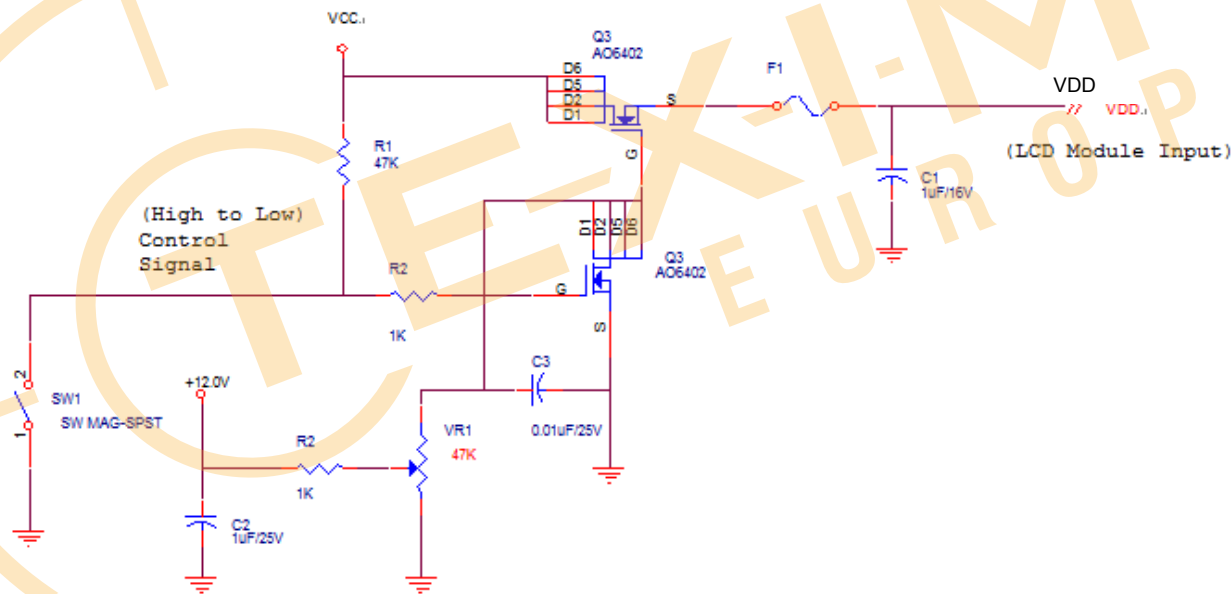 VCC.
Q3
AO6402
D6
D5
D2
D1
S
G
F1
VDD
VDD.
(LCD Module Input)
R1
47K
C1
1uF/16V
(High to Low)
Control
Signal
D1
D2
D5
D6
Q3
AO6402
R2
G
1K
S
2
1
SW1
SW MAG-SPST
+12.0V
C3
0.01uF/25V
R2
1K
VR1
47K
C2
1uF/25V
TEXIM
EUROP